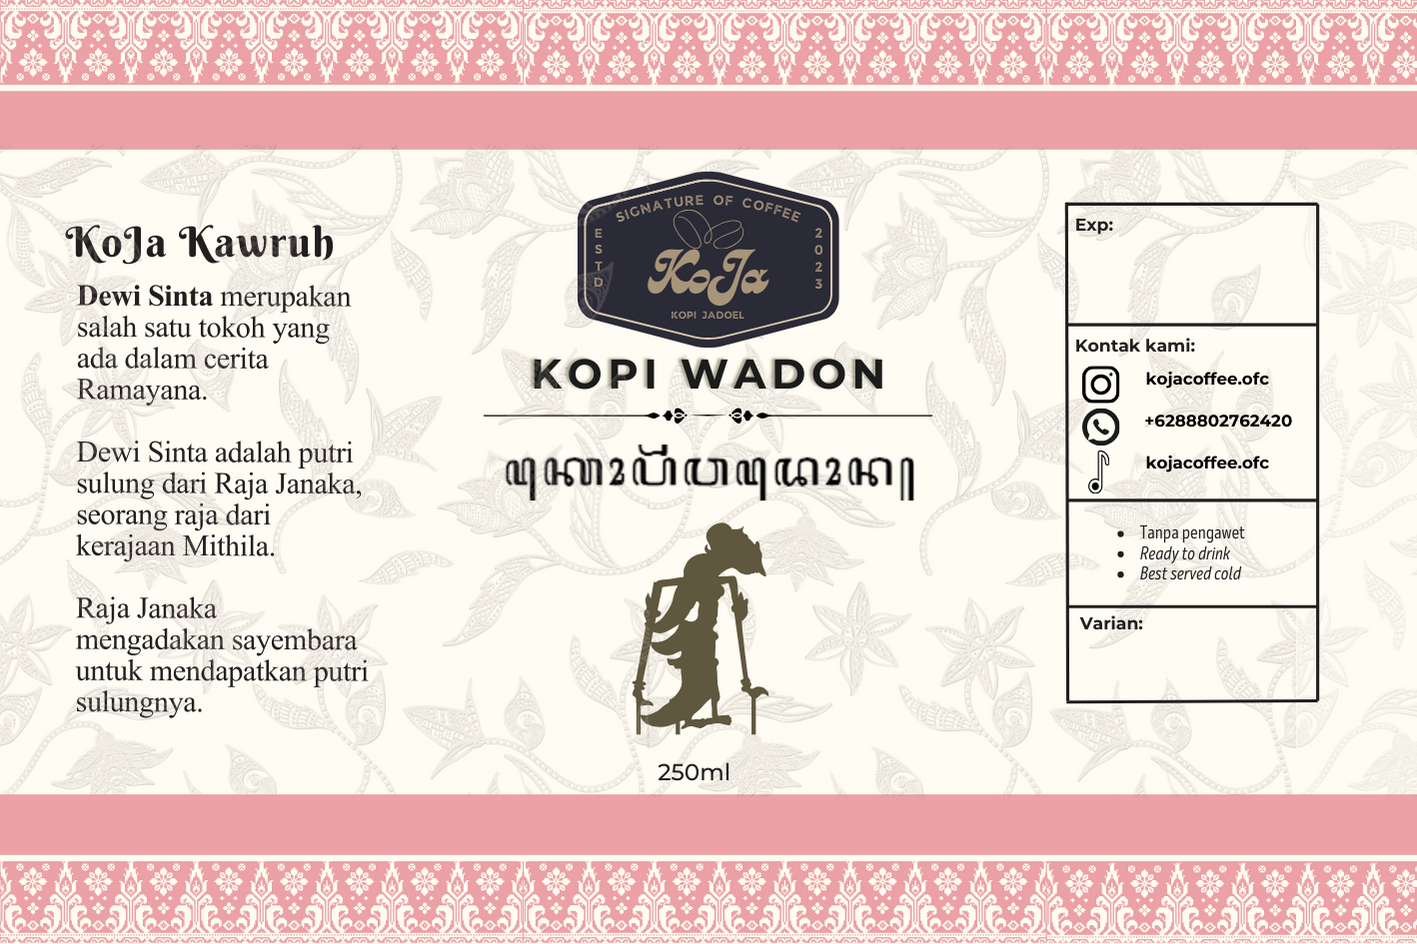 KoJa Kawruh
Dewi Sinta merupakan
salah satu tokoh yang
ada dalam cerita
Ramayana.
Dewi Sinta adalah putri
sulung dari Raja Janaka,
seorang raja dari
kerajaan Mithila.
Raja Janaka
mengadakan sayembara
untuk mendapatkan putri
sulungnya.
SIGNATURE OF COFFEE
ESTD
2023
KoJa
KOPI JADOEL
KOPI WADON
ꦏꦺꦴꦥꦶꦮꦢꦺꦴꦤ꧀
250ml
Exp:
Kontak kami:
kojacoffee.ofc
+6288802762420
kojacoffee.ofc
• Tanpa pengawet
• Ready to drink
• Best served cold
Varian: